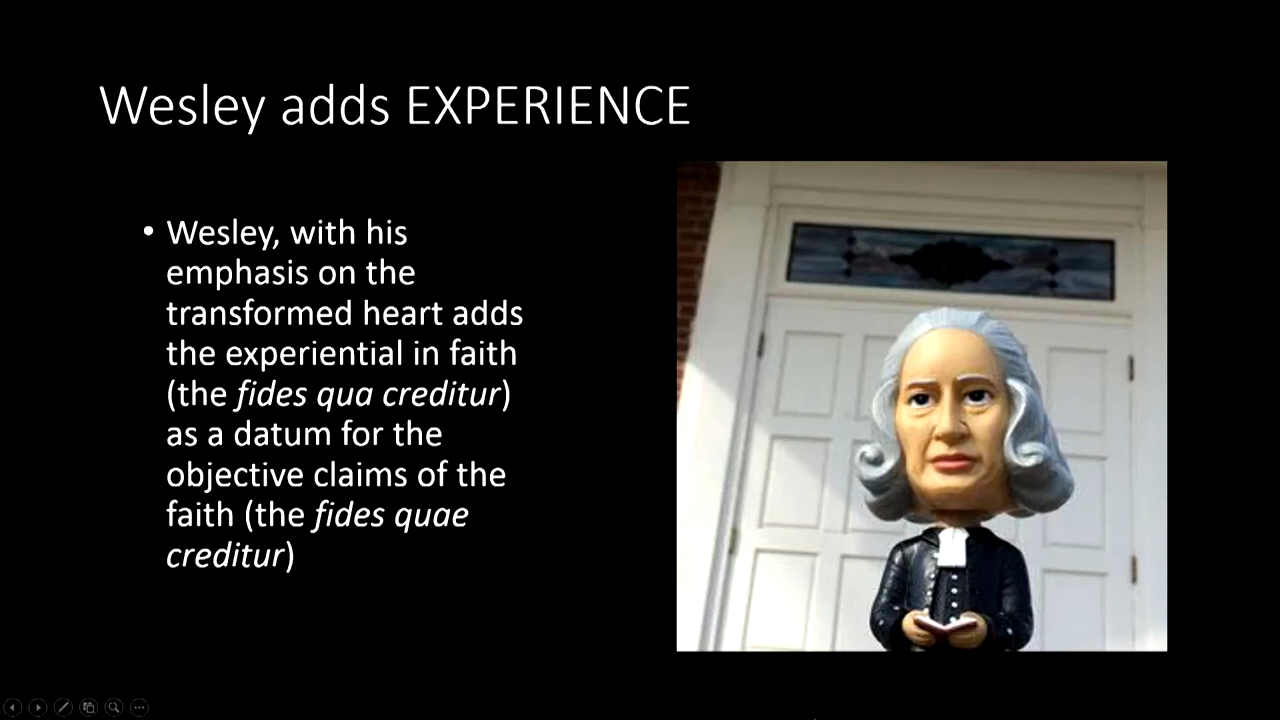 Wesley adds EXPERIENCE
• Wesley, with his
emphasis on the
transformed heart adds
the experiential in faith
(the fides qua creditur)
as a datum for the
objective claims of the
faith (the fides quae
creditur)